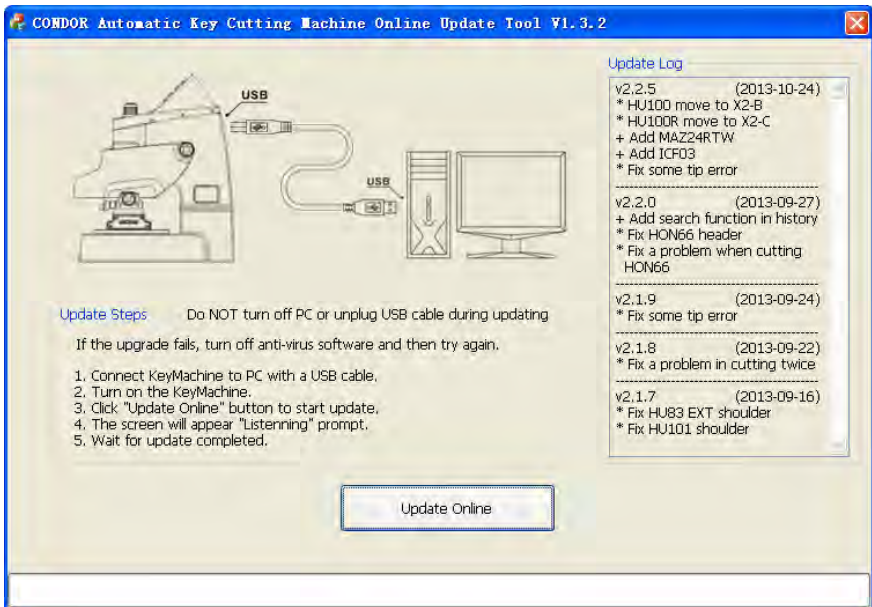 CONDOR Automatic Key Cutting Machine Online Update Tool V1.3.2
USB
USB
Update Steps Do NOT turn off PC or unplug USB cable during updating
If the upgrade fails, turn off anti-virus software and then try again.
1. Connect KeyMachine to PC with a USB cable.
2. Turn on the KeyMachine.
3. Click "Update Online" button to start update.
4. The screen will appear "Listenning" prompt.
5. Wait for update completed.
Update Log
v2.2.5 (2013-10-24)
* HU100 move to X2-B
* HU100R move to X2-C
+ Add MAZ24RTW
+ Add ICF03
* Fix some tip error
v2.2.0 (2013-09-27)
+ Add search function in history
* Fix HON66 header
* Fix a problem when cutting
HON66
v2.1.9 (2013-09-24)
* Fix some tip error
v2.1.8 (2013-09-22)
* Fix a problem in cutting twice
v2.1.7 (2013-09-16)
* Fix HU83 EXT shoulder
* Fix HU101 shoulder
Update Online